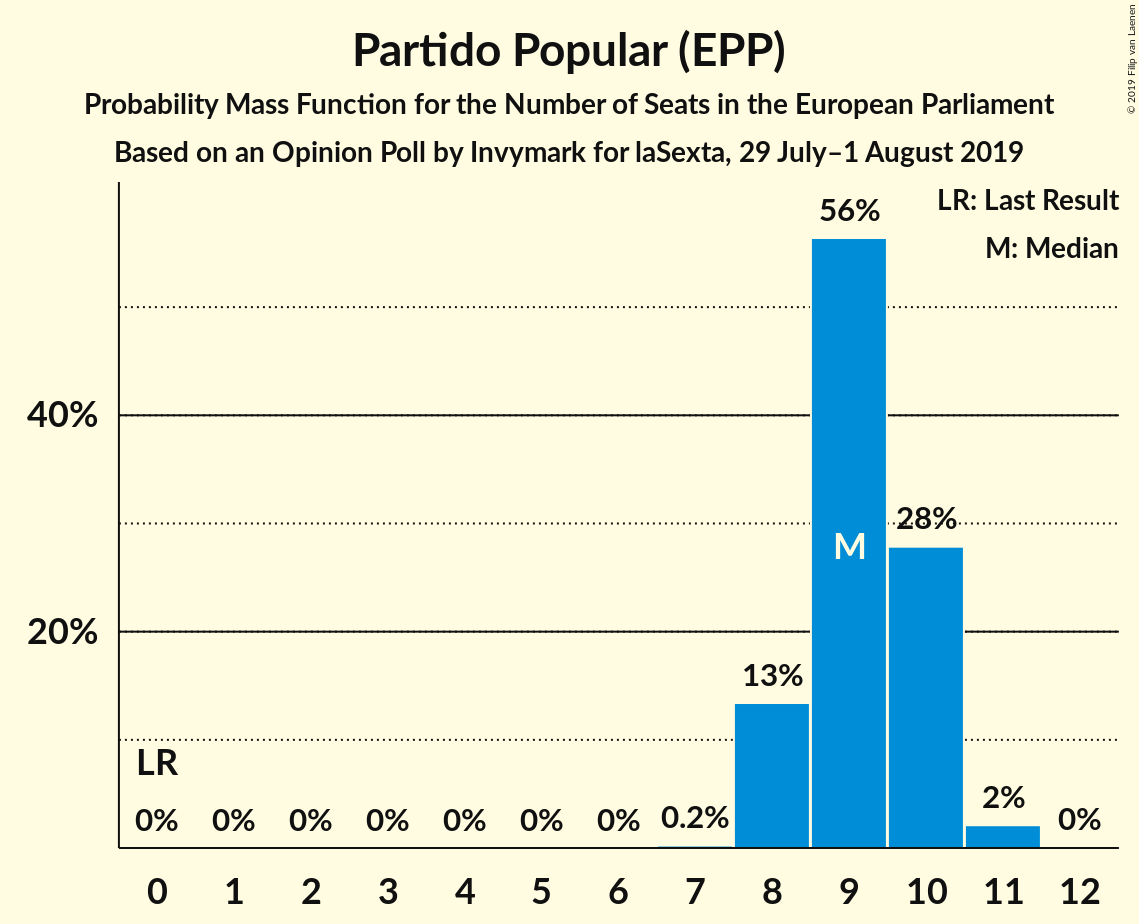 Partido Popular (EPP)
Probability Mass Function for the Number of Seats in the European Parliament
Based on an Opinion Poll by Invymark for laSexta, 29 July–1 August 2019
© 2019 Filip van Laenen
LR: Last Result
M: Median
56%
40%
28%
M
20%
13%
LR
0% 0% 0% 0% 0% 0% 0% 0.2% 2% 0%
0 1 2 3 4 5 6 7 8 9 10 11 12